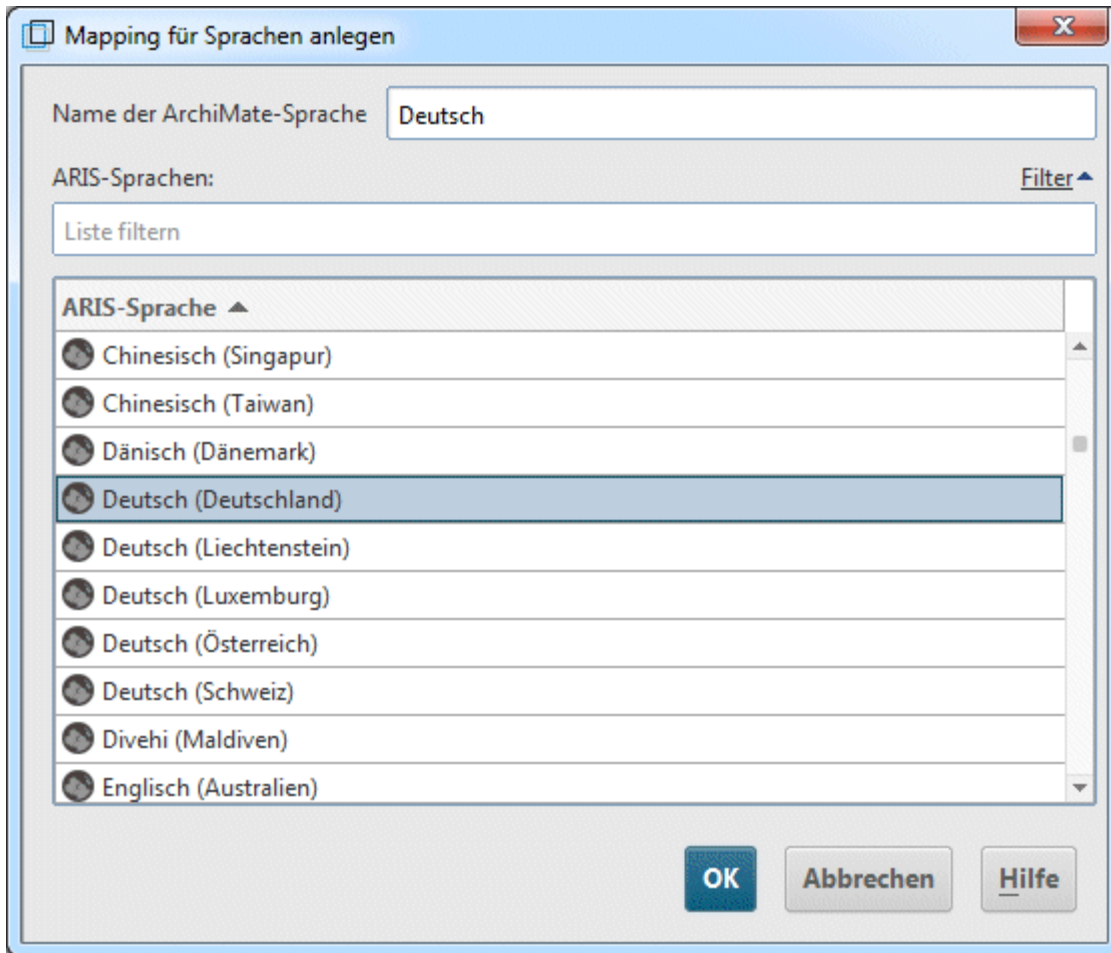 Mapping für Sprachen anlegen
Name der ArchiMate-Sprache Deutsch
ARIS-Sprachen: Filter
Liste filtern
ARIS-Sprache
Chinesisch (Singapur)
Chinesisch (Taiwan)
Dänisch (Dänemark)
Deutsch (Deutschland)
Deutsch (Liechtenstein)
Deutsch (Luxemburg)
Deutsch (Österreich)
Deutsch (Schweiz)
Divehi (Maldiven)
Englisch (Australien)
OK Abbrechen Hilfe